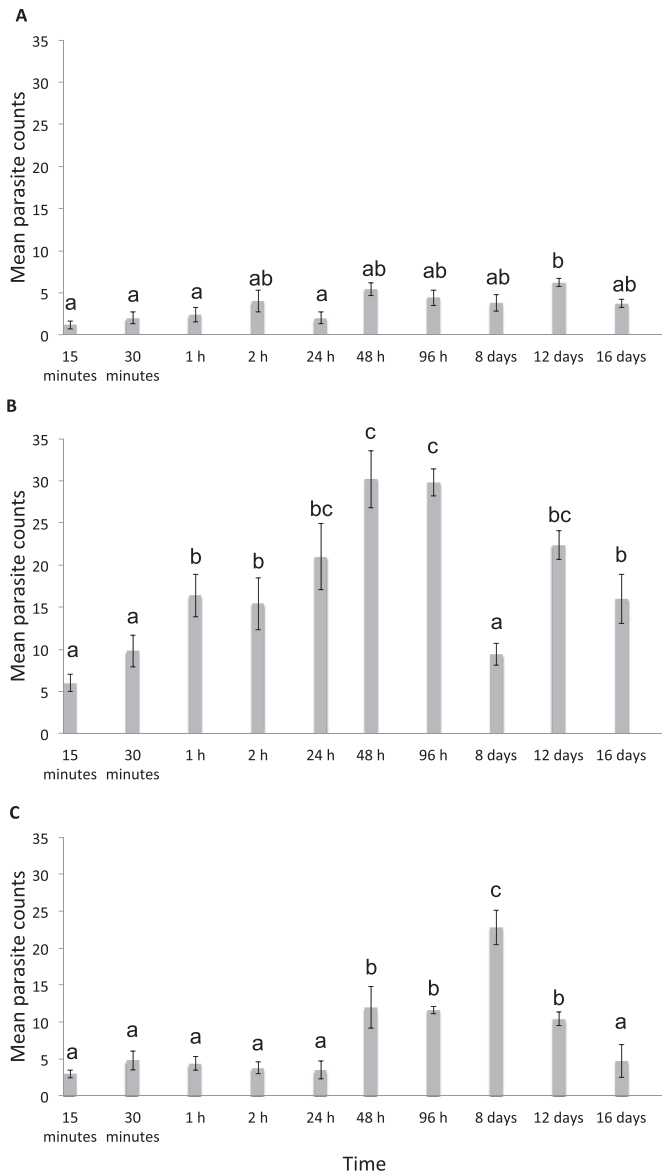 A
35
30
25
20
15
10
5
0
Mean parasite counts
a a a ab a ab ab ab b ab
15 30 1 h 2 h 24 h 48 h 96 h 8 days 12 days 16 days
minutes minutes
B
35
30
25
20
15
10
5
0
Mean parasite counts
a a b b bc c c a bc b
15 30 1 h 2 h 24 h 48 h 96 h 8 days 12 days 16 days
minutes minutes
C
35
30
25
20
15
10
5
0
Mean parasite counts
a a a a a b b c b a
15 30 1 h 2 h 24 h 48 h 96 h 8 days 12 days 16 days
minutes minutes
Time